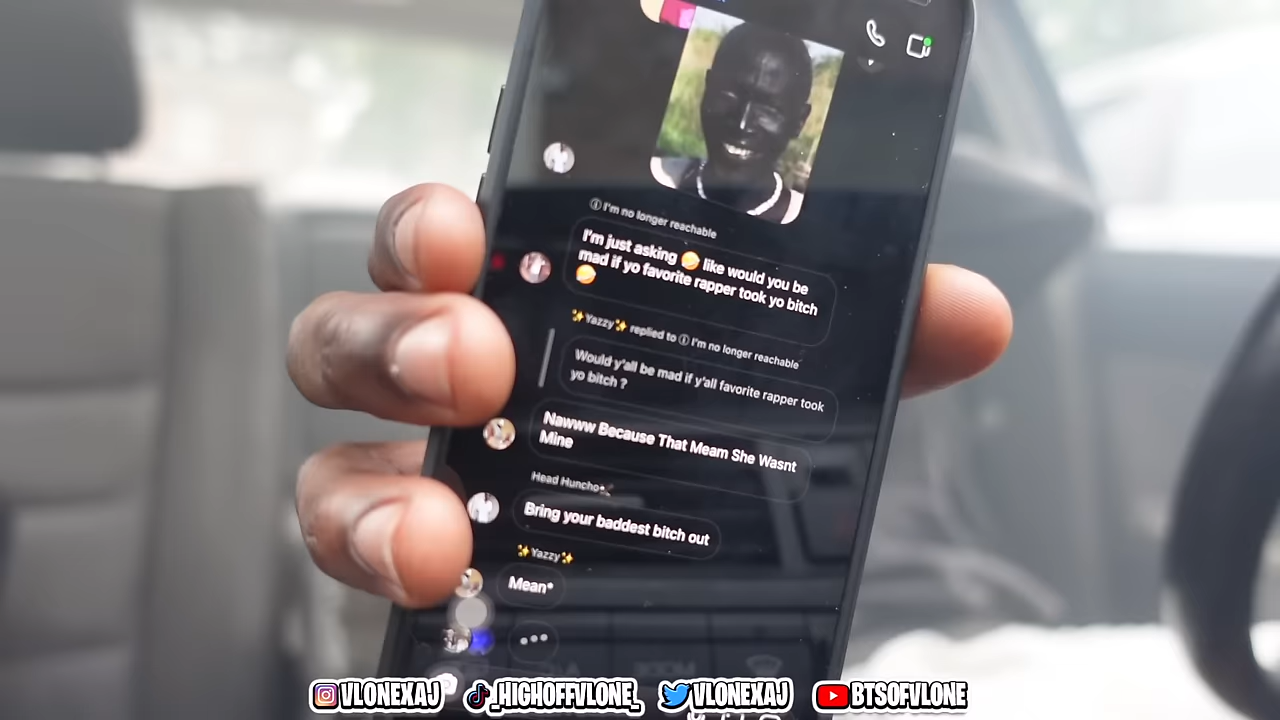 I'm no longer reachable
I'm just asking 🤣 like would you be
mad if yo favorite rapper took yo bitch
🤣
✨Yazzy✨ replied to ⓘ I'm no longer reachable
Would y'all be mad if y'all favorite rapper took
yo bitch ?
Nawww Because That Meam She Wasnt
Mine
Head Huncho
Bring your baddest bitch out
✨Yazzy✨
Mean*
VLONEXAJ
_HIGHOFFVLONE_
VLONEXAJ
BTSOFVLONE